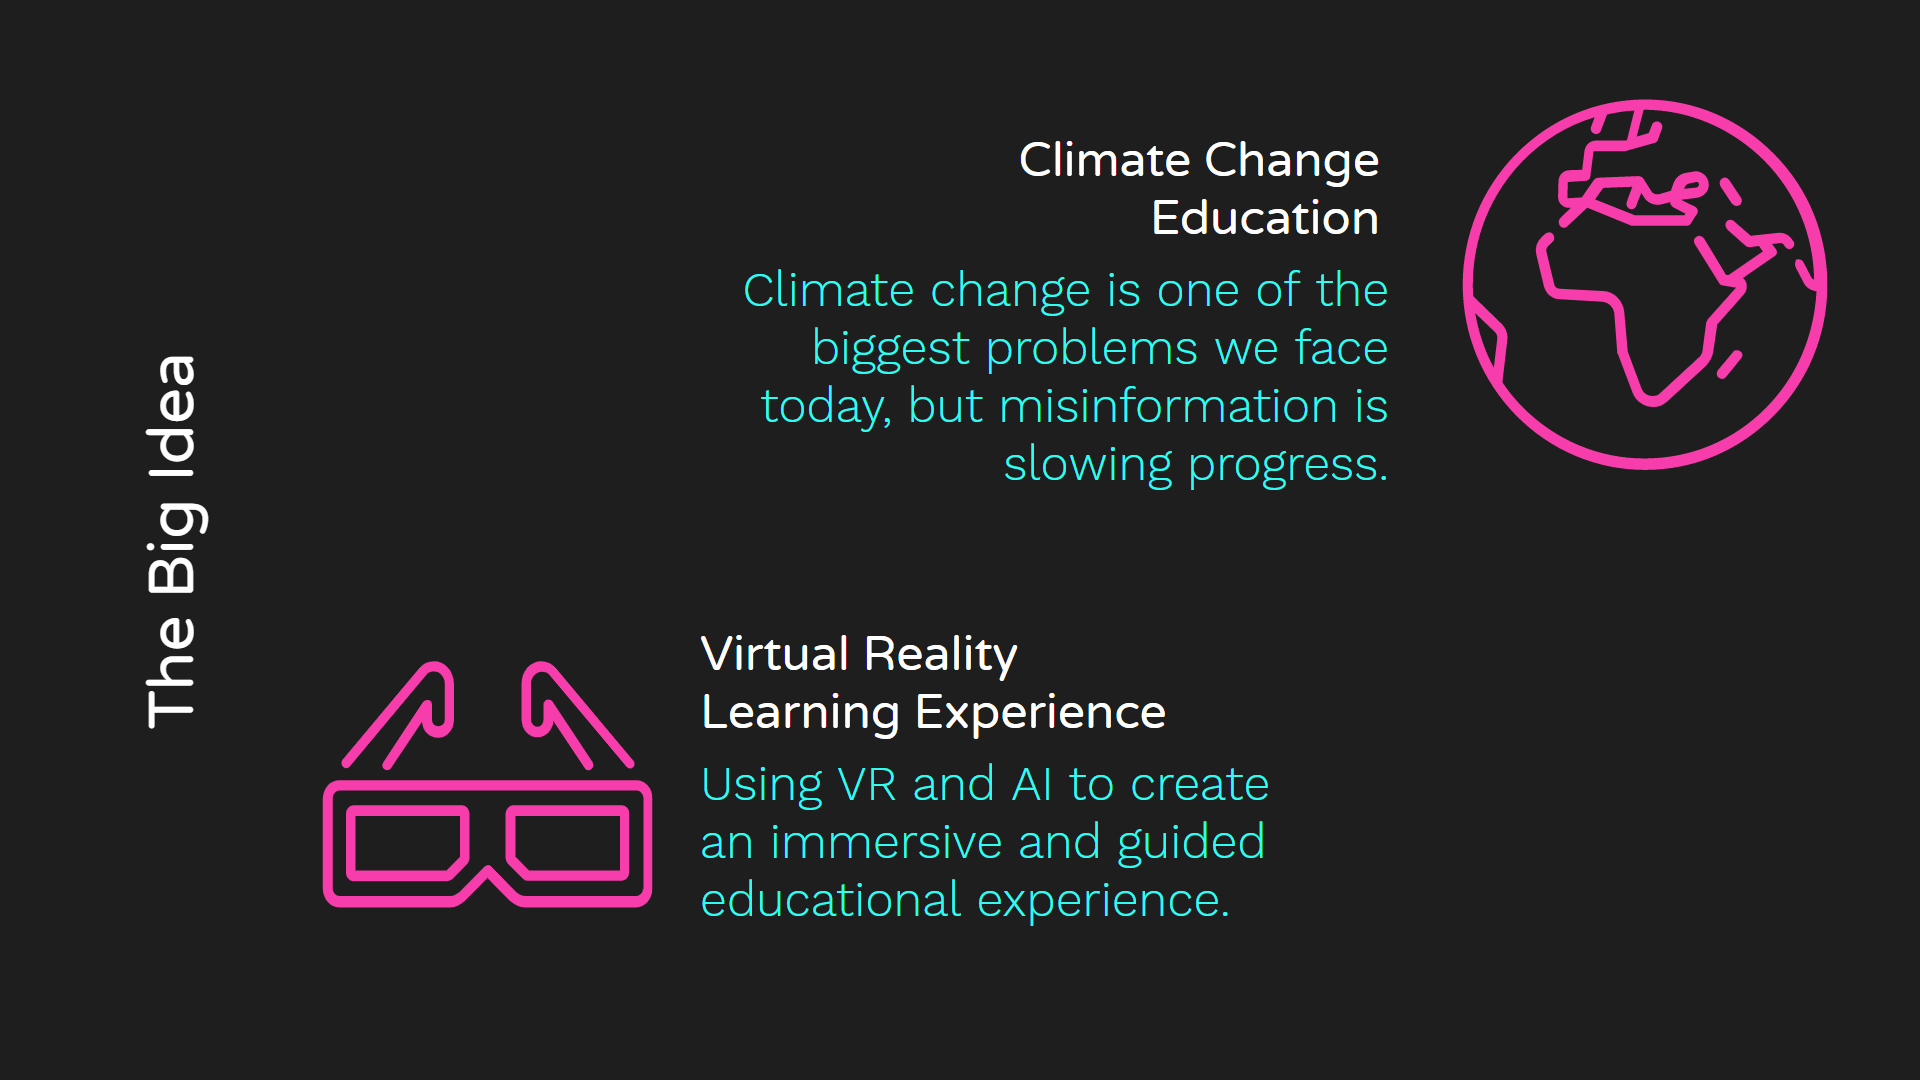 The Big Idea
Climate Change
Education
Climate change is one of the
biggest problems we face
today, but misinformation is
slowing progress.
Virtual Reality
Learning Experience
Using VR and AI to create
an immersive and guided
educational experience.